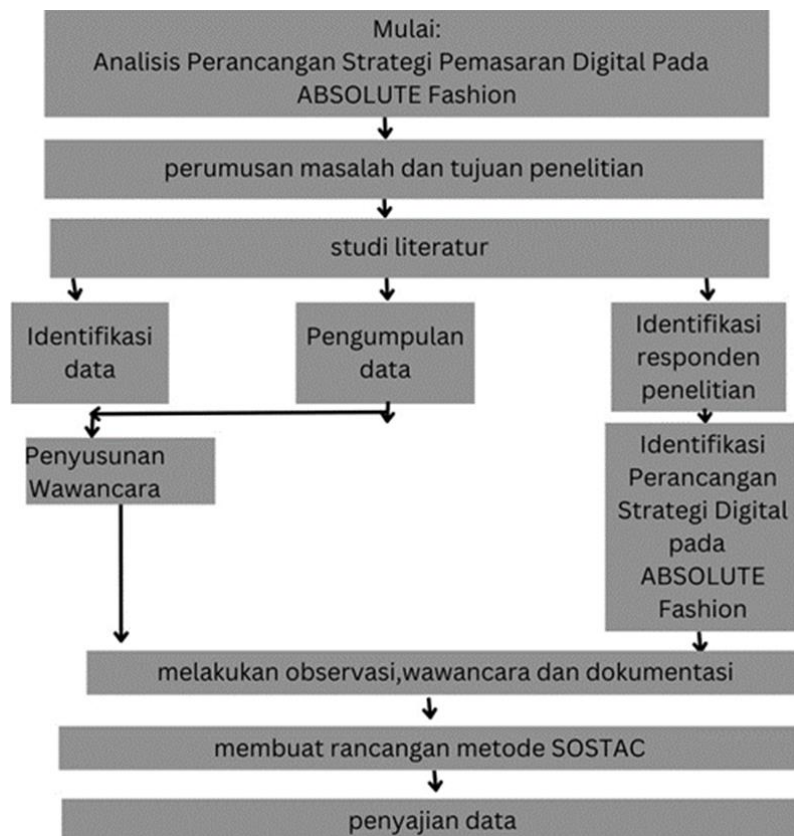 Mulai:
Analisis Perancangan Strategi Pemasaran Digital Pada
ABSOLUTE Fashion
perumusan masalah dan tujuan penelitian
studi literatur
Identifikasi
data
Pengumpulan
data
Identifikasi
responden
penelitian
Penyusunan
Wawancara
Identifikasi
Perancangan
Strategi Digital
pada
ABSOLUTE
Fashion
melakukan observasi,wawancara dan dokumentasi
membuat rancangan metode SOSTAC
penyajian data